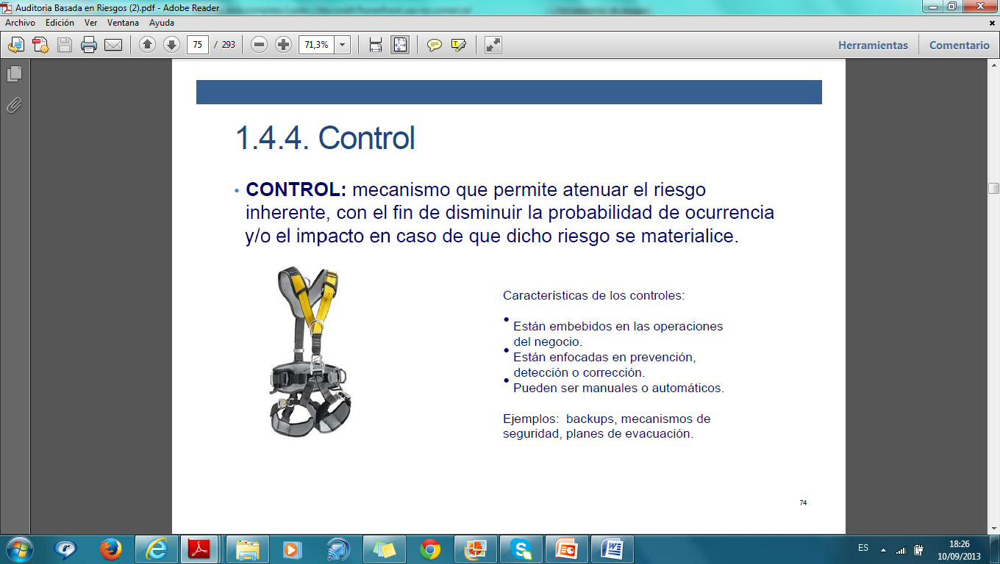 Auditoria Basada en Riesgos (2).pdf - Adobe Reader
Archivo Edición Ver Ventana Ayuda
75 / 293 71,3% Herramientas Comentario
1.4.4. Control
• CONTROL: mecanismo que permite atenuar el riesgo
inherente, con el fin de disminuir la probabilidad de ocurrencia
y/o el impacto en caso de que dicho riesgo se materialice.
Características de los controles:
• Están embebidos en las operaciones
del negocio.
• Están enfocadas en prevención,
detección o corrección.
• Pueden ser manuales o automáticos.
Ejemplos: backups, mecanismos de
seguridad, planes de evacuación.
74
ES 18:26
10/09/2013